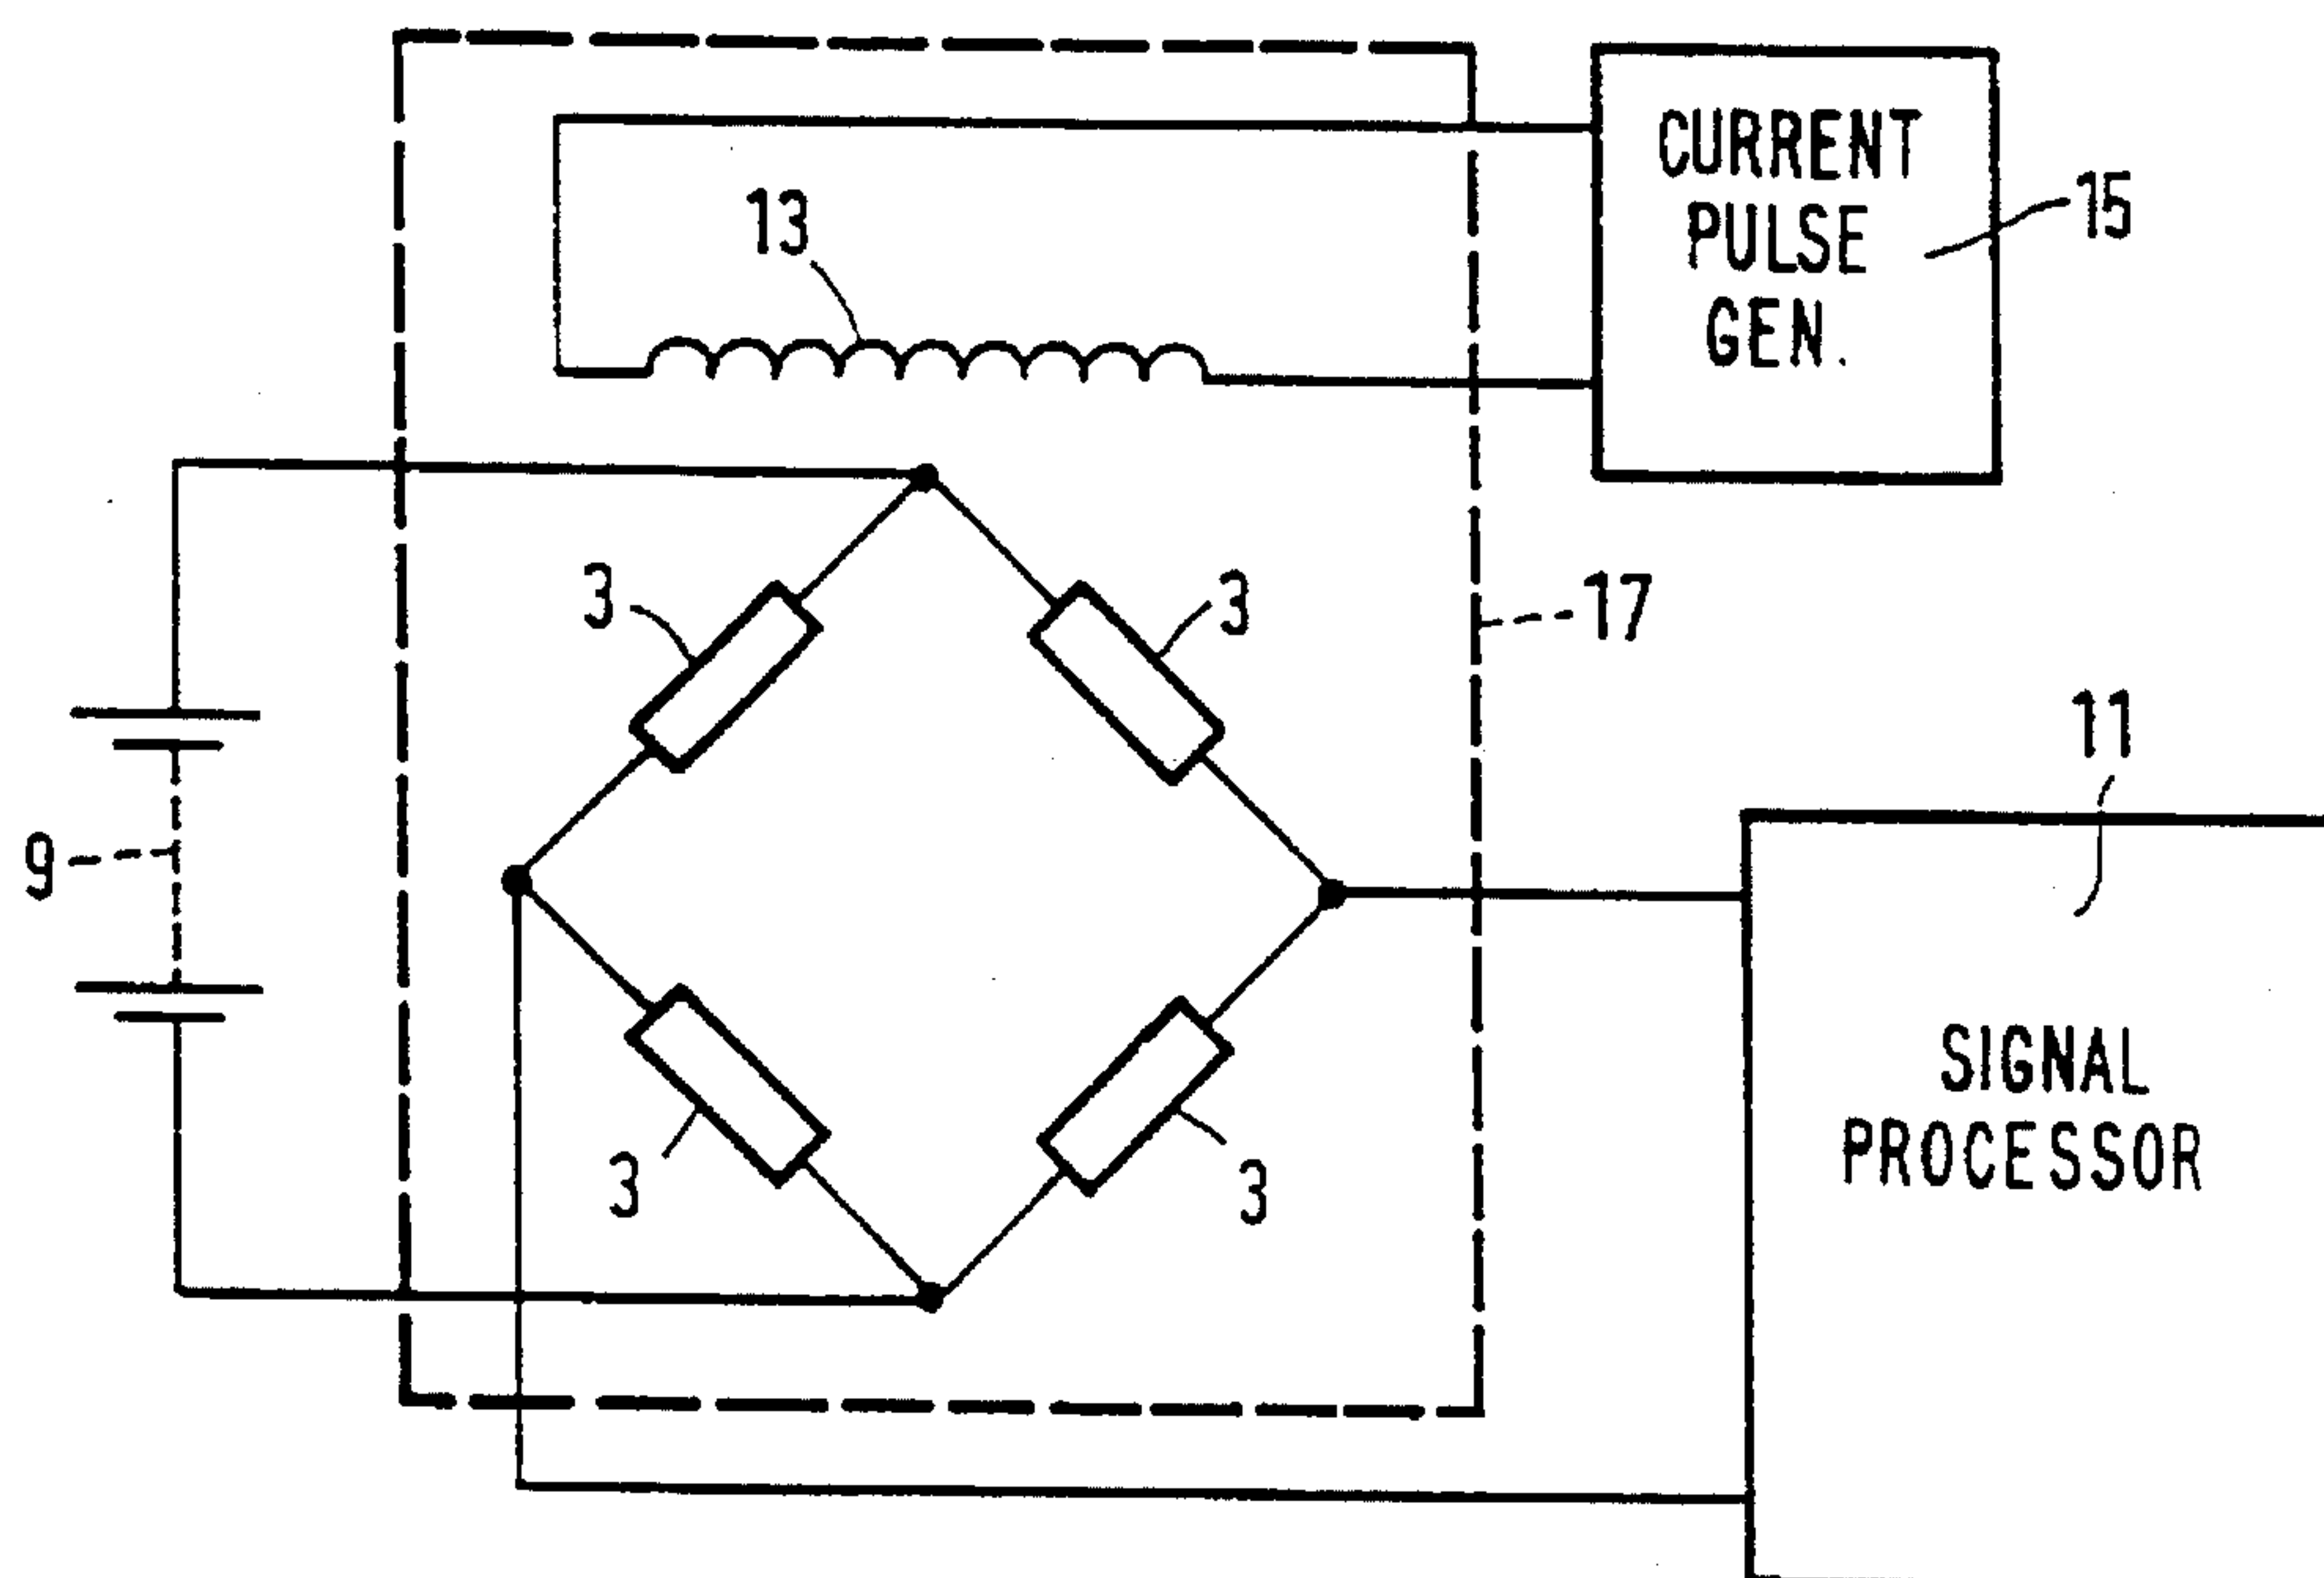 CURRENT
PULSE
GEN.
15
13
3
3
17
11
9
SIGNAL
PROCESSOR
3
3